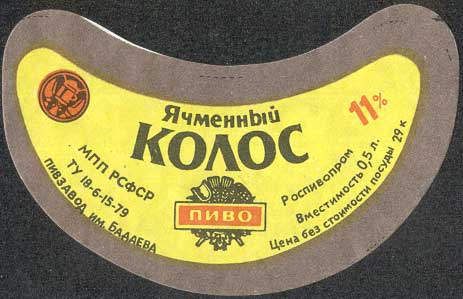 Ячменный
КОЛОС
11%
ПИВО
МПП РСФСР
ТУ 18-6-15-79
ПИВЗАВОД им. БАДАЕВА
Роспивопром
Вместимость 0,5 л.
Цена без стоимости посуды 29 к